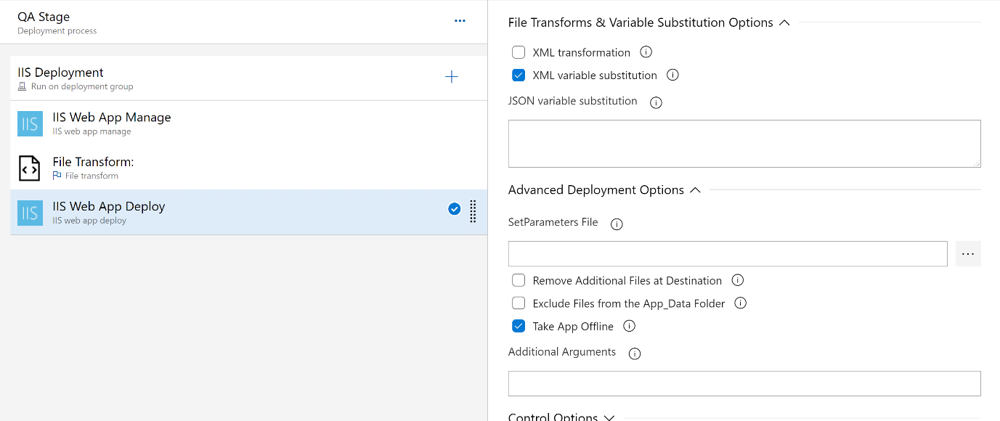 QA Stage
Deployment process
IIS Deployment
Run on deployment group
IIS
IIS Web App Manage
IIS web app manage
File Transform:
File transform
IIS
IIS Web App Deploy
IIS web app deploy
File Transforms & Variable Substitution Options
XML transformation
XML variable substitution
JSON variable substitution
Advanced Deployment Options
SetParameters File
Remove Additional Files at Destination
Exclude Files from the App_Data Folder
Take App Offline
Additional Arguments
Control Options